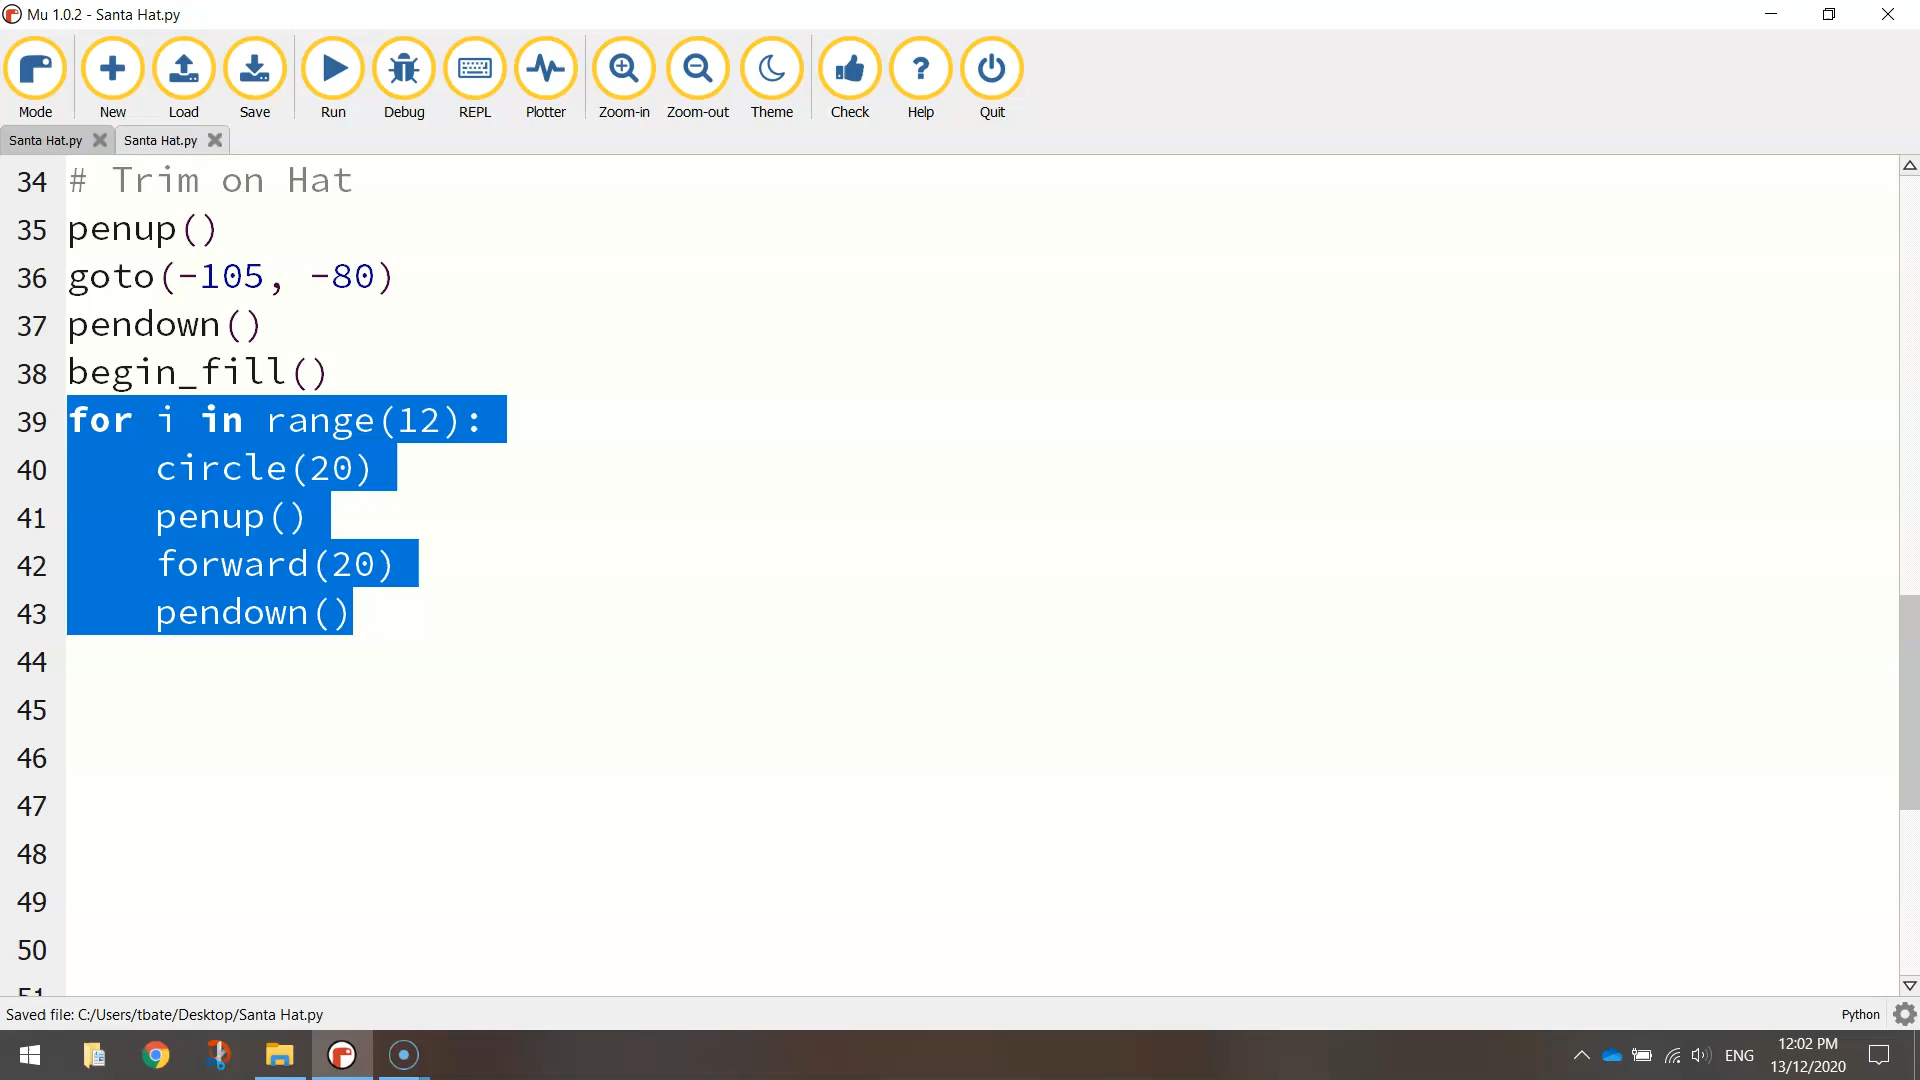 Mu 1.0.2 - Santa Hat.py
Mode New Load Save Run Debug REPL Plotter Zoom-in Zoom-out Theme Check Help Quit
Santa Hat.py Santa Hat.py
34 # Trim on Hat
35 penup()
36 goto(-105, -80)
37 pendown()
38 begin_fill()
39 for i in range(12):
40     circle(20)
41     penup()
42     forward(20)
43     pendown()
44
45
46
47
48
49
50
51
Saved file: C:/Users/tbate/Desktop/Santa Hat.py Python
ENG 12:02 PM
13/12/2020